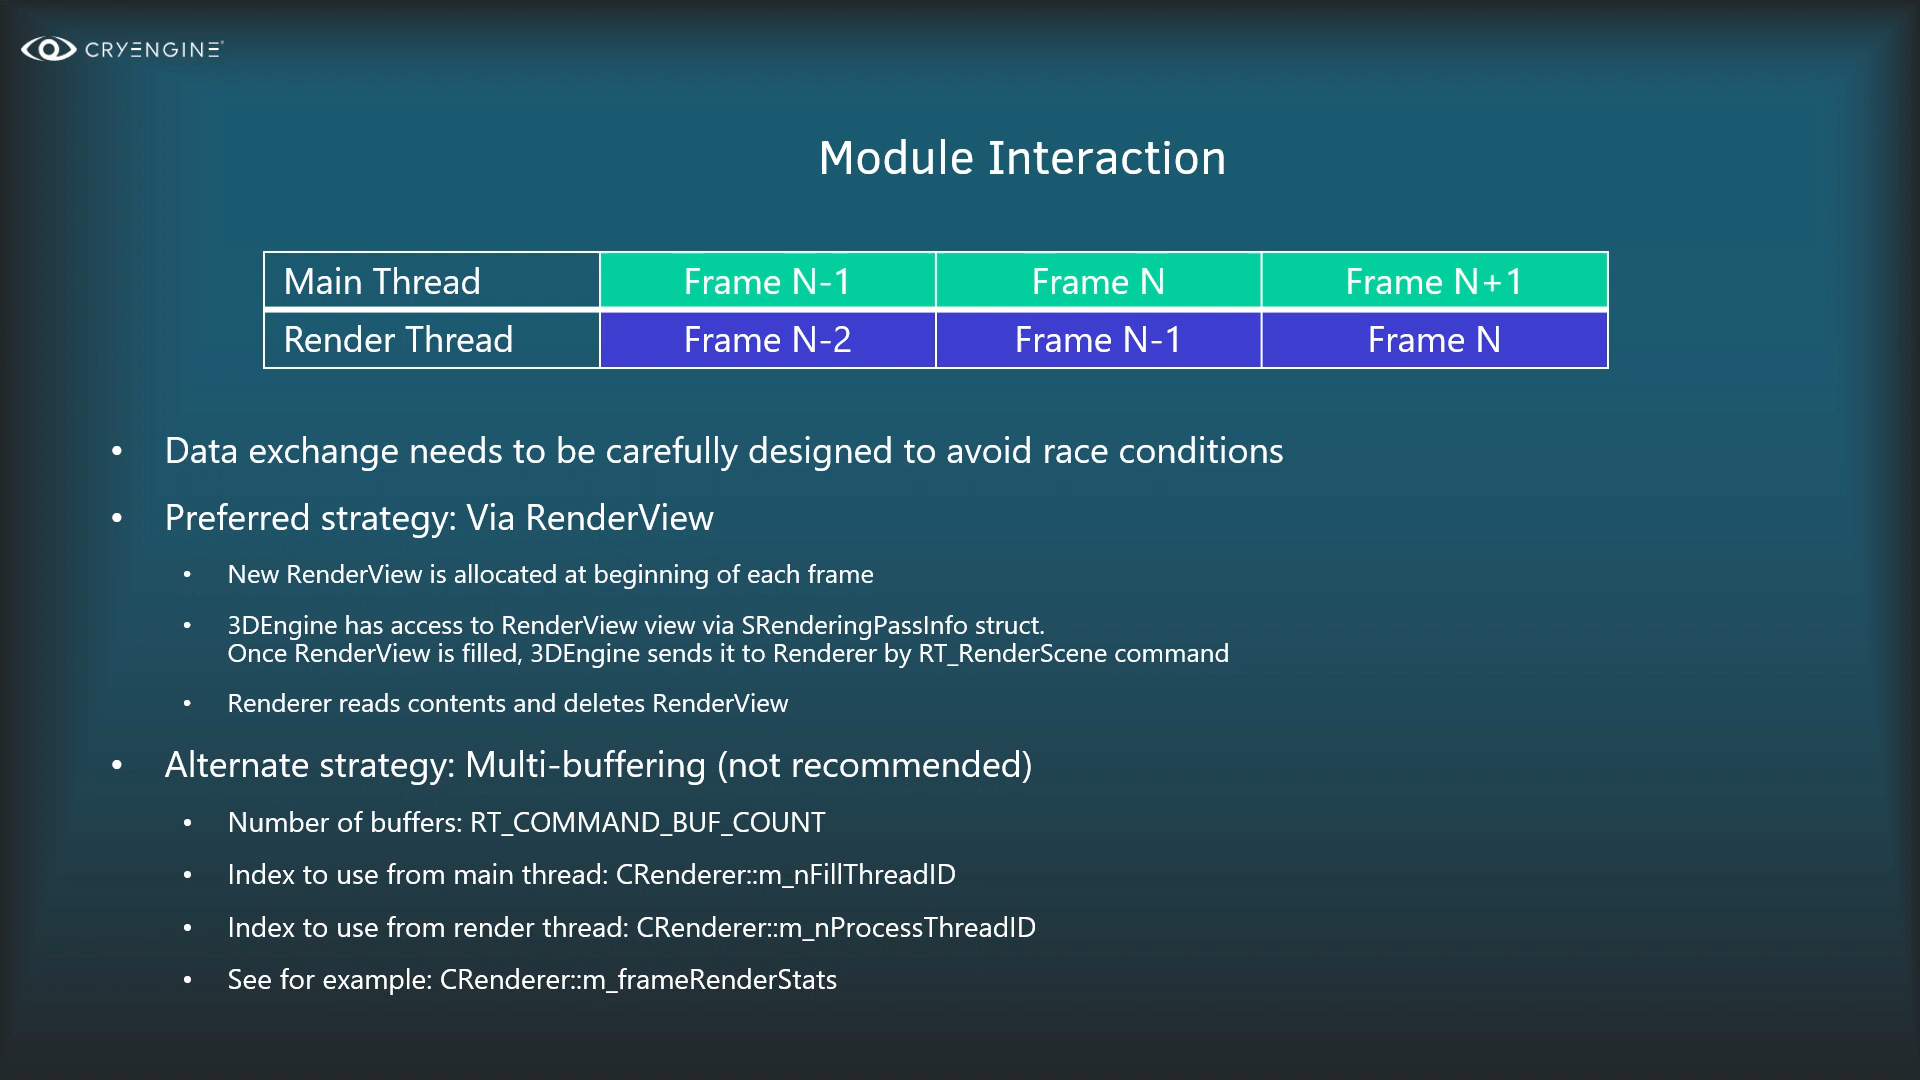 CRYENGINE
Module Interaction
Main Thread Frame N-1 Frame N Frame N+1
Render Thread Frame N-2 Frame N-1 Frame N
• Data exchange needs to be carefully designed to avoid race conditions
• Preferred strategy: Via RenderView
• New RenderView is allocated at beginning of each frame
• 3DEngine has access to RenderView view via SRenderingPassInfo struct.
Once RenderView is filled, 3DEngine sends it to Renderer by RT_RenderScene command
• Renderer reads contents and deletes RenderView
• Alternate strategy: Multi-buffering (not recommended)
• Number of buffers: RT_COMMAND_BUF_COUNT
• Index to use from main thread: CRenderer::m_nFillThreadID
• Index to use from render thread: CRenderer::m_nProcessThreadID
• See for example: CRenderer::m_frameRenderStats